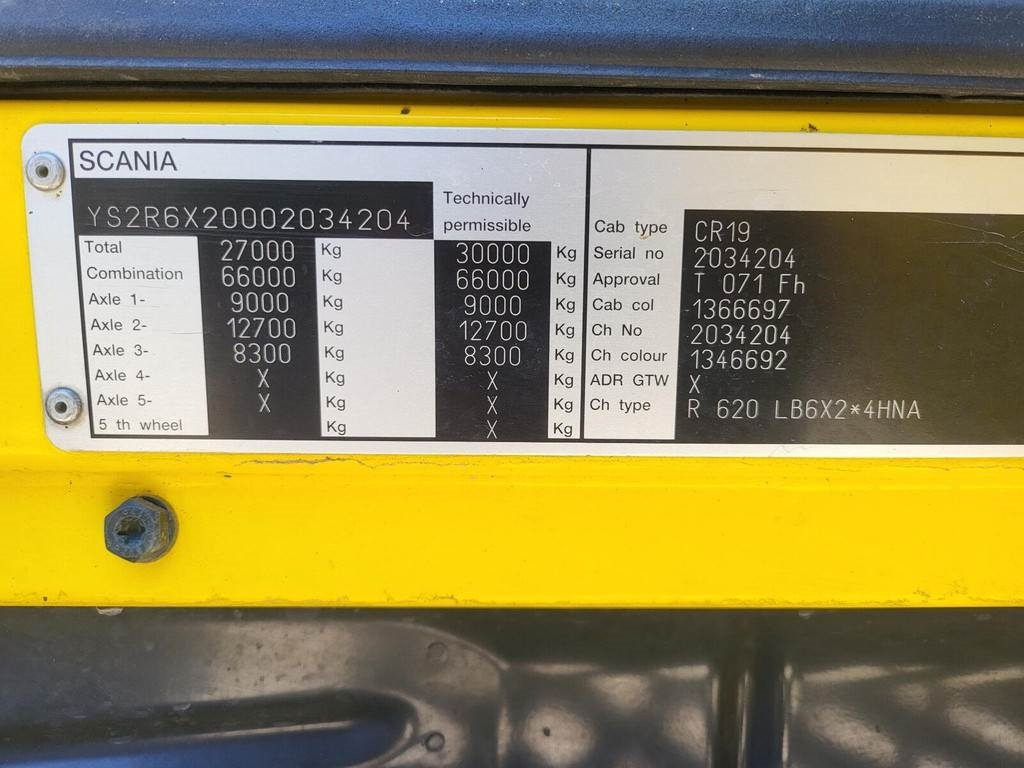 SCANIA
YS2R6X20002034204
Technically
permissible
Total 27000 Kg 30000 Kg
Combination 66000 Kg 66000 Kg
Axle 1- 9000 Kg 9000 Kg
Axle 2- 12700 Kg 12700 Kg
Axle 3- 8300 Kg 8300 Kg
Axle 4- X Kg X Kg
Axle 5- X Kg X Kg
5 th wheel Kg X Kg
Cab type CR19
Serial no 2034204
Approval T 071 Fh
Cab col 1366697
Ch No 2034204
Ch colour 1346692
ADR GTW X
Ch type R 620 LB6X2*4HNA